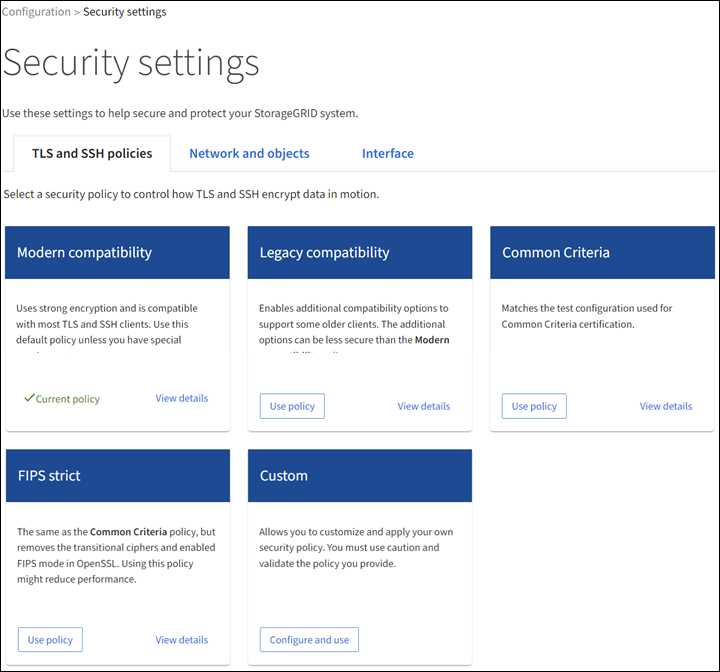 Configuration > Security settings
Security settings
Use these settings to help secure and protect your StorageGRID system.
TLS and SSH policies
Network and objects
Interface
Select a security policy to control how TLS and SSH encrypt data in motion.
Modern compatibility
Uses strong encryption and is compatible
with most TLS and SSH clients. Use this
default policy unless you have special
Current policy
View details
Legacy compatibility
Enables additional compatibility options to
support some older clients. The additional
options can be less secure than the Modern
Use policy
View details
Common Criteria
Matches the test configuration used for
Common Criteria certification.
Use policy
View details
FIPS strict
The same as the Common Criteria policy, but
removes the transitional ciphers and enabled
FIPS mode in OpenSSL. Using this policy
might reduce performance.
Use policy
View details
Custom
Allows you to customize and apply your own
security policy. You must use caution and
validate the policy you provide.
Configure and use